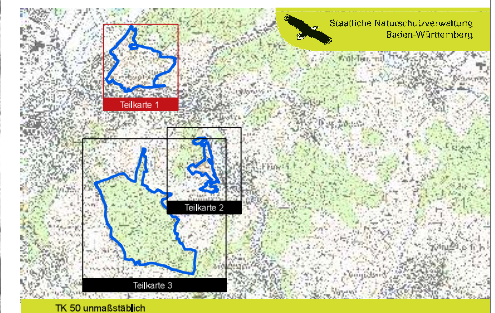 Staatliche Naturschutzverwaltung
Baden-Württemberg
Teilkarte 1
Teilkarte 2
Teilkarte 3
TK 50 unmaßstäblich